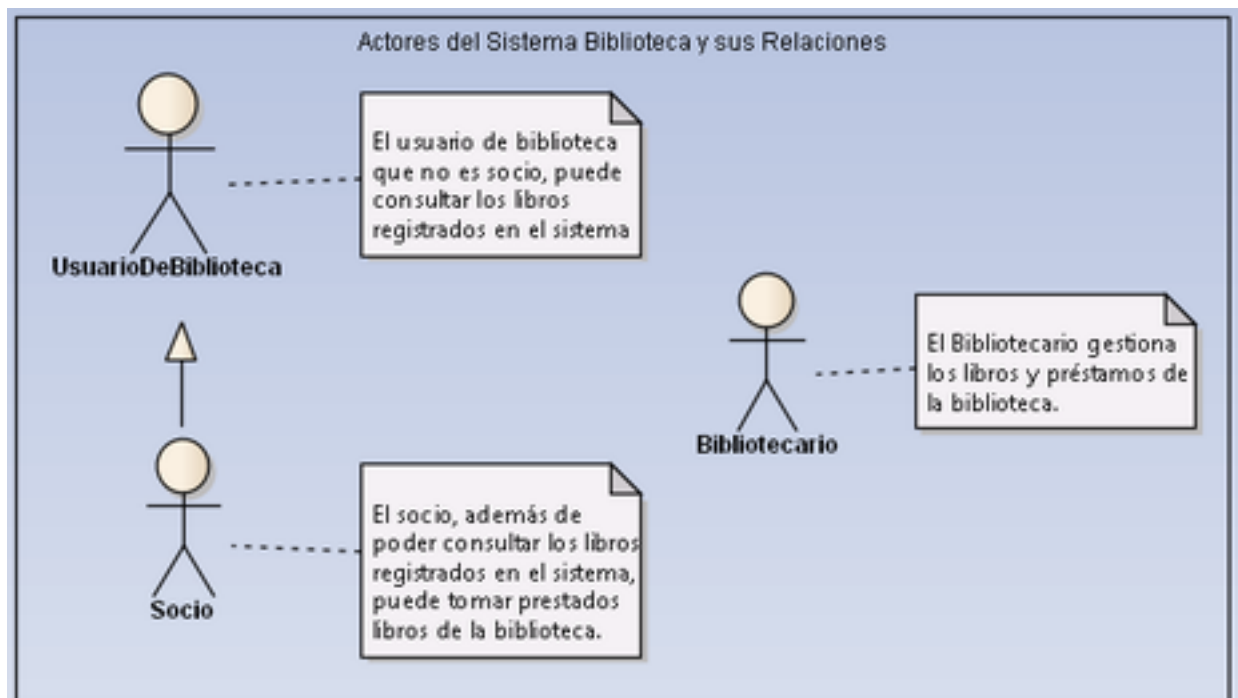 Actores del Sistema Biblioteca y sus Relaciones
El usuario de biblioteca
que no es socio, puede
consultar los libros
registrados en el sistema
UsuarioDeBiblioteca
El Bibliotecario gestiona
los libros y préstamos de
la biblioteca.
Bibliotecario
El socio, además de
poder consultar los libros
registrados en el sistema,
puede tomar prestados
libros de la biblioteca.
Socio